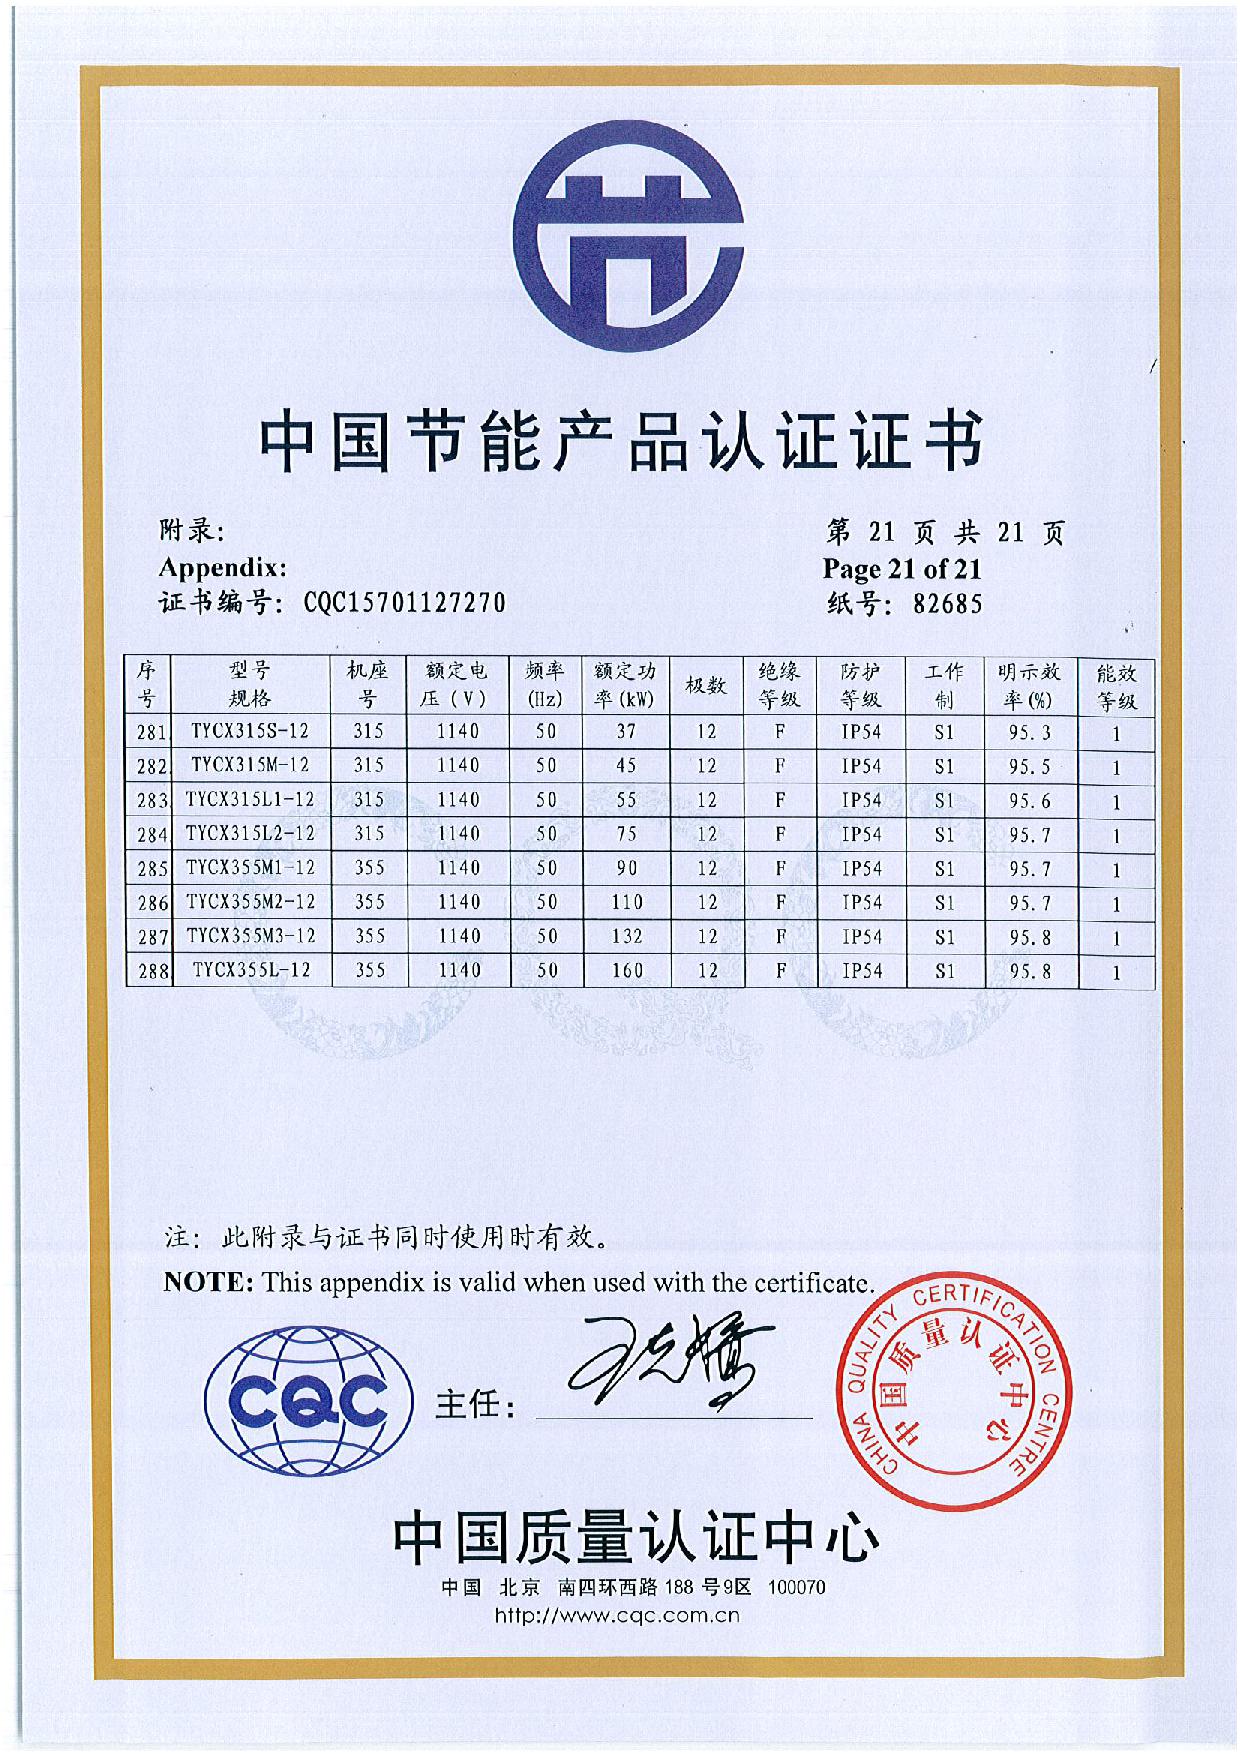 中国节能产品认证证书
附录:
第 21 页 共 21 页
Appendix:
Page 21 of 21
证书编号: CQC15701127270
纸号: 82685
序号 型号规格 机座号 额定电压(V) 频率(Hz) 额定功率(kW) 极数 绝缘等级 防护等级 工作制 明示效率(%) 能效等级
281 TYCX315S-12 315 1140 50 37 12 F IP54 S1 95.3 1
282 TYCX315M-12 315 1140 50 45 12 F IP54 S1 95.5 1
283 TYCX315L1-12 315 1140 50 55 12 F IP54 S1 95.6 1
284 TYCX315L2-12 315 1140 50 75 12 F IP54 S1 95.7 1
285 TYCX355M1-12 355 1140 50 90 12 F IP54 S1 95.7 1
286 TYCX355M2-12 355 1140 50 110 12 F IP54 S1 95.7 1
287 TYCX355M3-12 355 1140 50 132 12 F IP54 S1 95.8 1
288 TYCX355L-12 355 1140 50 160 12 F IP54 S1 95.8 1
注: 此附录与证书同时使用时有效。
NOTE: This appendix is valid when used with the certificate.
CQC
主任:
CHINA QUALITY CERTIFICATION CENTRE
中国质量认证中心
中国质量认证中心
中国 北京 南四环西路 188 号9区 100070
http://www.cqc.com.cn